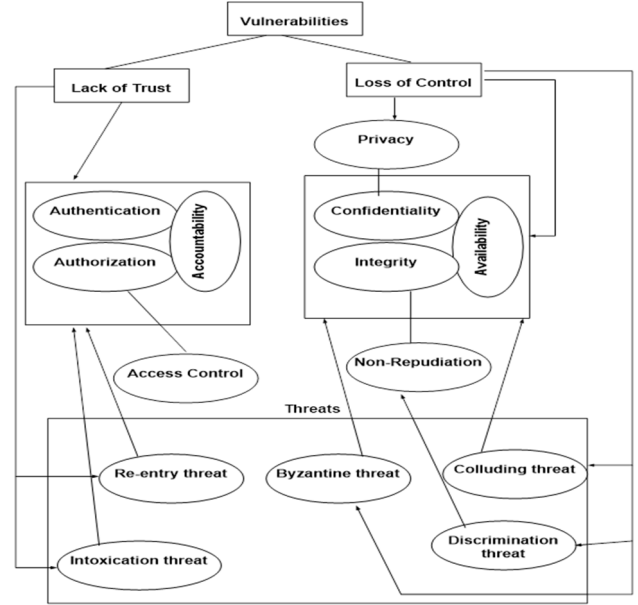 Vulnerabilities
Lack of Trust
Loss of Control
Privacy
Authentication
Authorization
Accountability
Confidentiality
Integrity
Availability
Access Control
Non-Repudiation
Threats
Re-entry threat
Byzantine threat
Colluding threat
Intoxication threat
Discrimination
threat